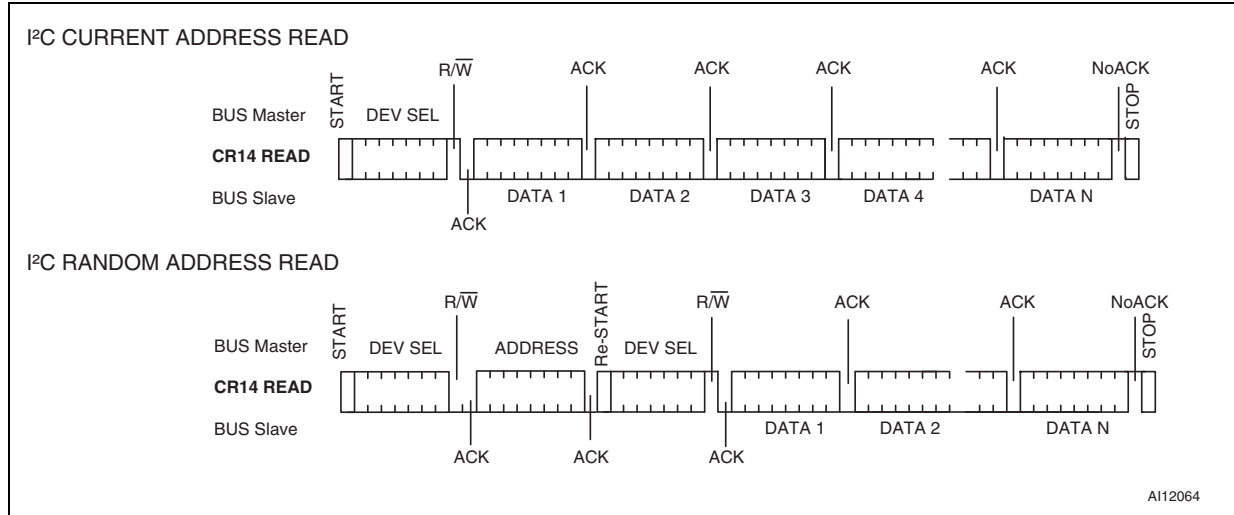 I²C CURRENT ADDRESS READ
R/W̅ ACK ACK ACK ACK NoACK
START STOP
BUS Master DEV SEL
CR14 READ
BUS Slave DATA 1 DATA 2 DATA 3 DATA 4 DATA N
ACK
I²C RANDOM ADDRESS READ
R/W̅ R/W̅ ACK ACK NoACK
START Re-START STOP
BUS Master DEV SEL ADDRESS DEV SEL
CR14 READ
BUS Slave DATA 1 DATA 2 DATA N
ACK ACK ACK
AI12064